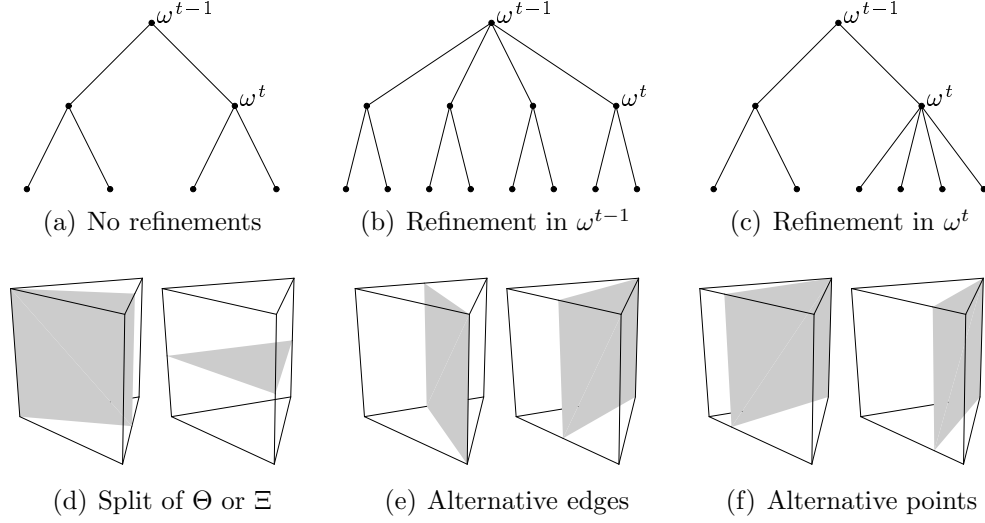 ω^{t−1}
ω^{t−1}
ω^{t−1}
ω^t
ω^t
ω^t
(a) No refinements
(b) Refinement in ω^{t−1}
(c) Refinement in ω^t
(d) Split of Θ or Ξ
(e) Alternative edges
(f) Alternative points